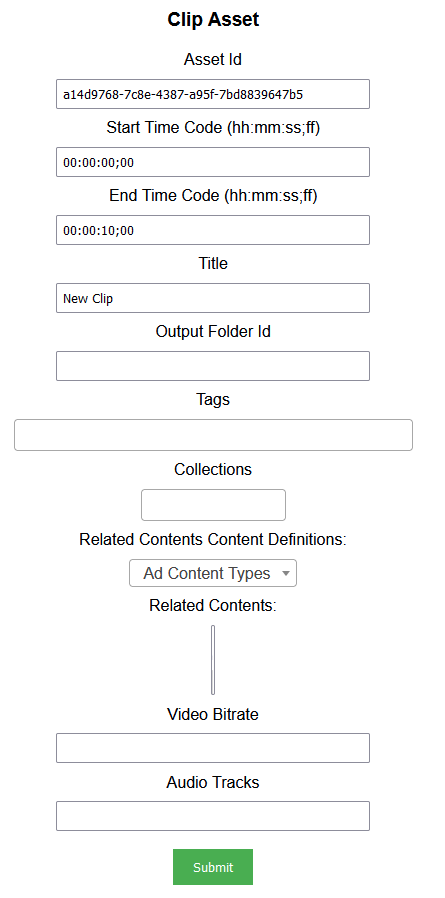 Clip Asset
Asset Id
a14d9768-7c8e-4387-a95f-7bd8839647b5
Start Time Code (hh:mm:ss;ff)
00:00:00;00
End Time Code (hh:mm:ss;ff)
00:00:10;00
Title
New Clip
Output Folder Id
Tags
Collections
Related Contents Content Definitions:
Ad Content Types
Related Contents:
Video Bitrate
Audio Tracks
Submit